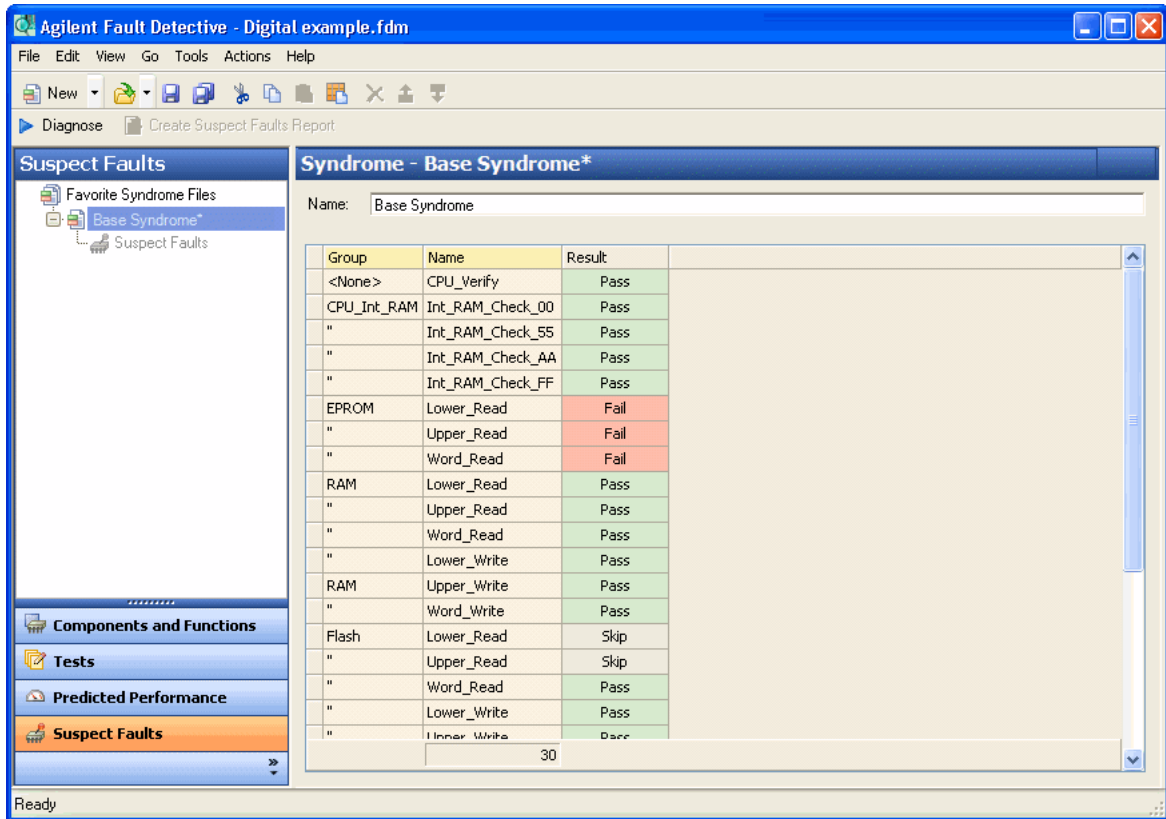 Agilent Fault Detective - Digital example.fdm
File Edit View Go Tools Actions Help
New
Diagnose Create Suspect Faults Report
Suspect Faults
Favorite Syndrome Files
Base Syndrome*
Suspect Faults
Components and Functions
Tests
Predicted Performance
Suspect Faults
Syndrome - Base Syndrome*
Name: Base Syndrome
Group Name Result
<None> CPU_Verify Pass
CPU_Int_RAM Int_RAM_Check_00 Pass
" Int_RAM_Check_55 Pass
" Int_RAM_Check_AA Pass
" Int_RAM_Check_FF Pass
EPROM Lower_Read Fail
" Upper_Read Fail
" Word_Read Fail
RAM Lower_Read Pass
" Upper_Read Pass
" Word_Read Pass
" Lower_Write Pass
RAM Upper_Write Pass
" Word_Write Pass
Flash Lower_Read Skip
" Upper_Read Skip
" Word_Read Pass
" Lower_Write Pass
" Upper_Write Pass
30
Ready